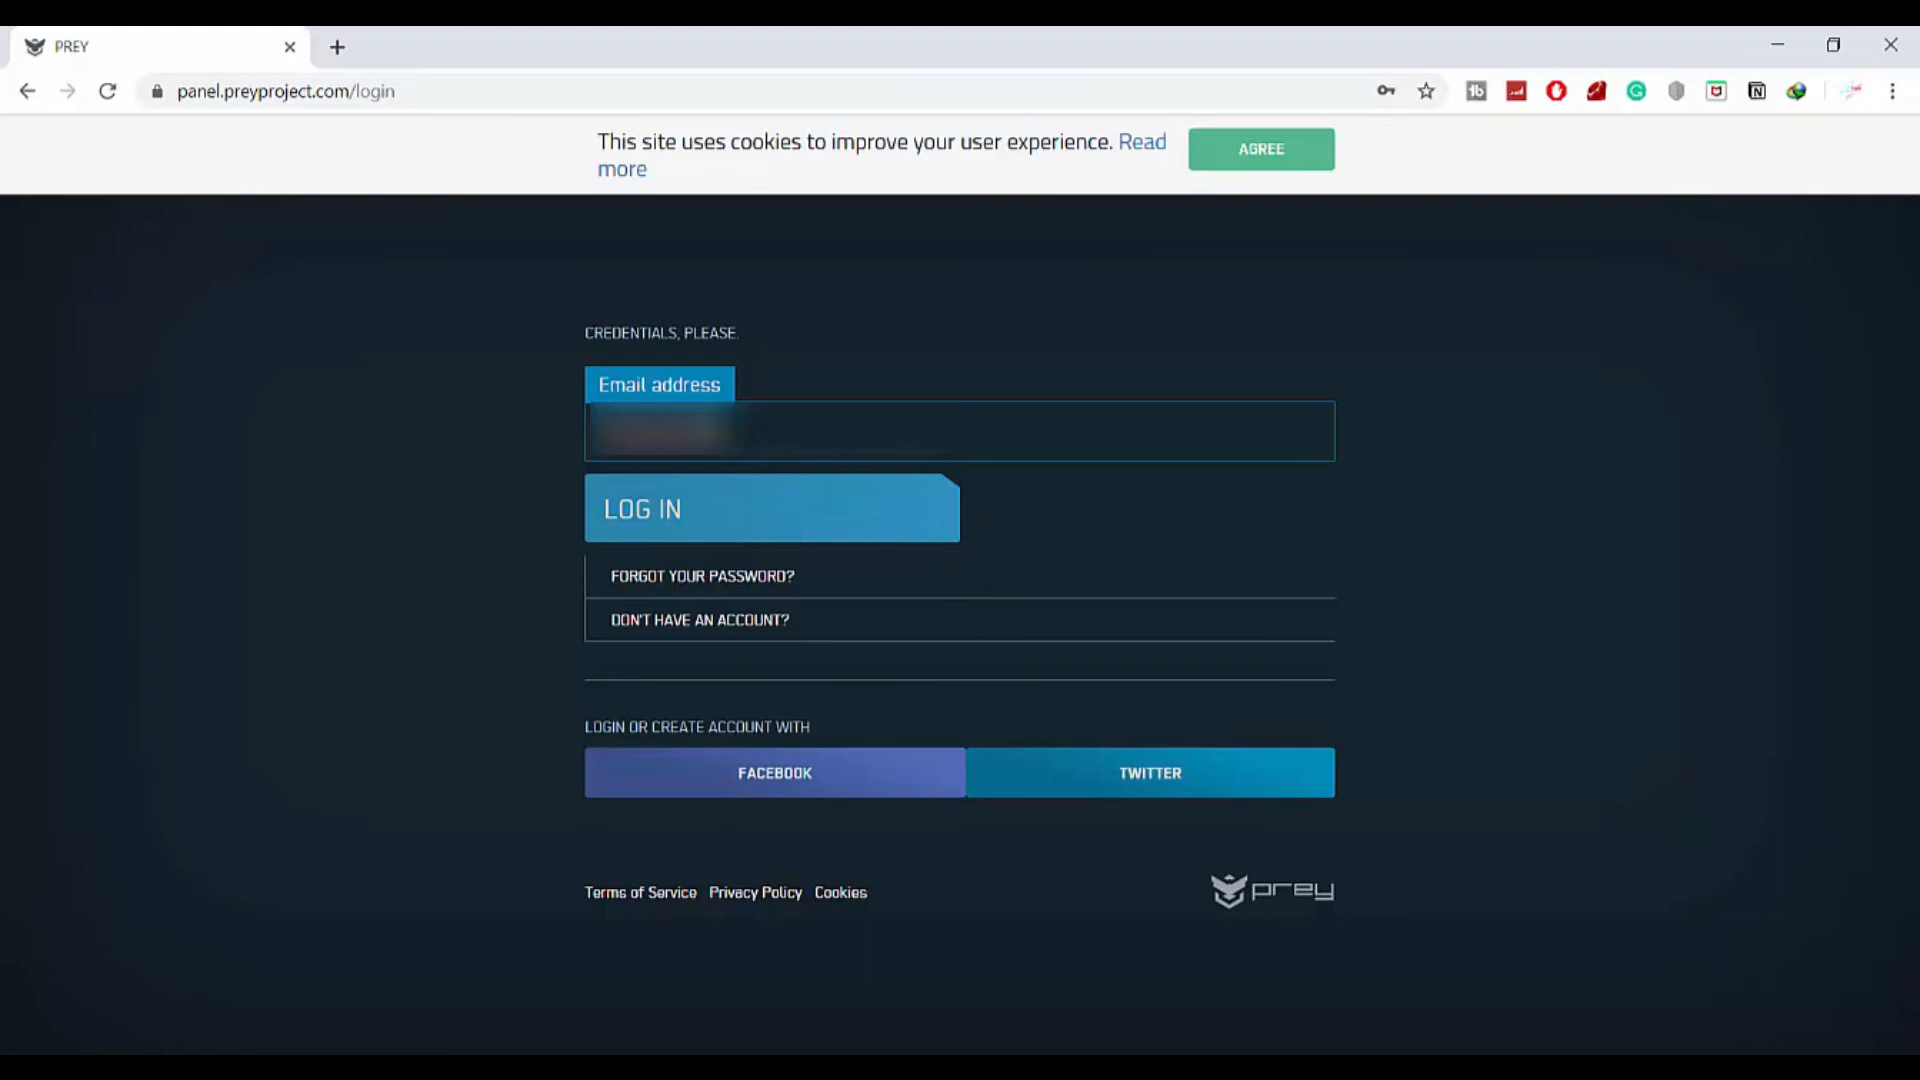 PREY
panel.preyproject.com/login
This site uses cookies to improve your user experience. Read
more
AGREE
CREDENTIALS, PLEASE.
Email address
LOG IN
FORGOT YOUR PASSWORD?
DON'T HAVE AN ACCOUNT?
LOGIN OR CREATE ACCOUNT WITH
FACEBOOK TWITTER
Terms of Service Privacy Policy Cookies
prey